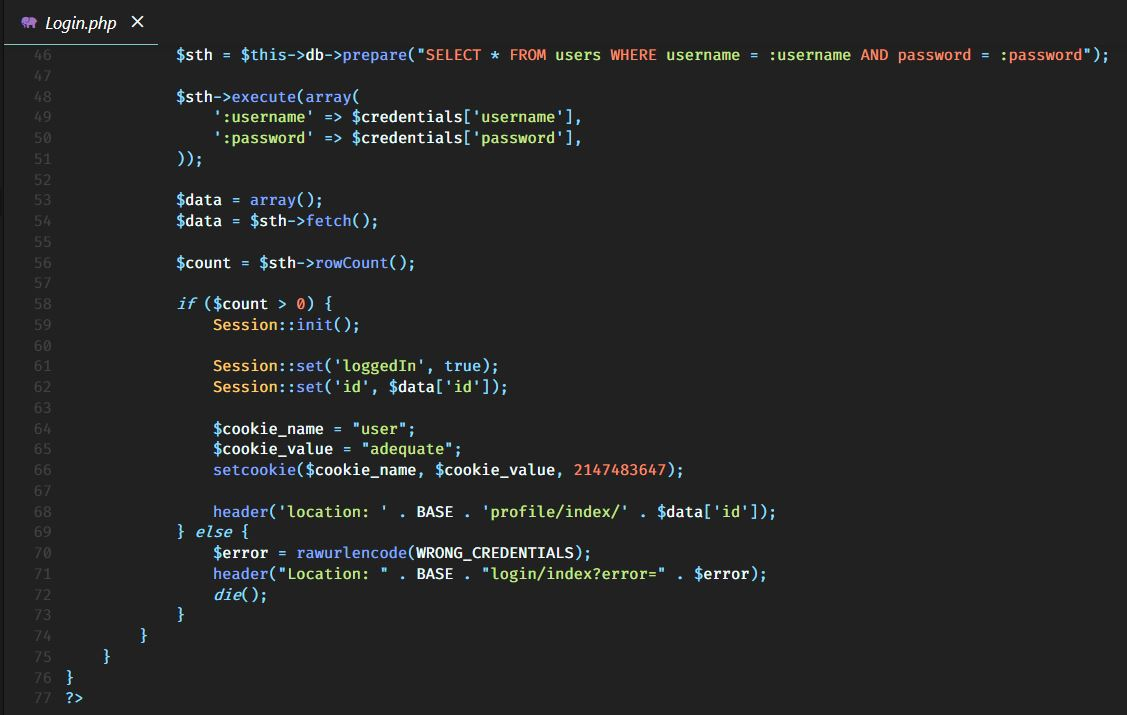 Login.php ×
46 $sth = $this->db->prepare("SELECT * FROM users WHERE username = :username AND password = :password");
47
48 $sth->execute(array(
49 ':username' => $credentials['username'],
50 ':password' => $credentials['password'],
51 ));
52
53 $data = array();
54 $data = $sth->fetch();
55
56 $count = $sth->rowCount();
57
58 if ($count > 0) {
59 Session::init();
60
61 Session::set('loggedIn', true);
62 Session::set('id', $data['id']);
63
64 $cookie_name = "user";
65 $cookie_value = "adequate";
66 setcookie($cookie_name, $cookie_value, 2147483647);
67
68 header('location: ' . BASE . 'profile/index/' . $data['id']);
69 } else {
70 $error = rawurlencode(WRONG_CREDENTIALS);
71 header("Location: " . BASE . "login/index?error=" . $error);
72 die();
73 }
74 }
75 }
76 }
77 ?>